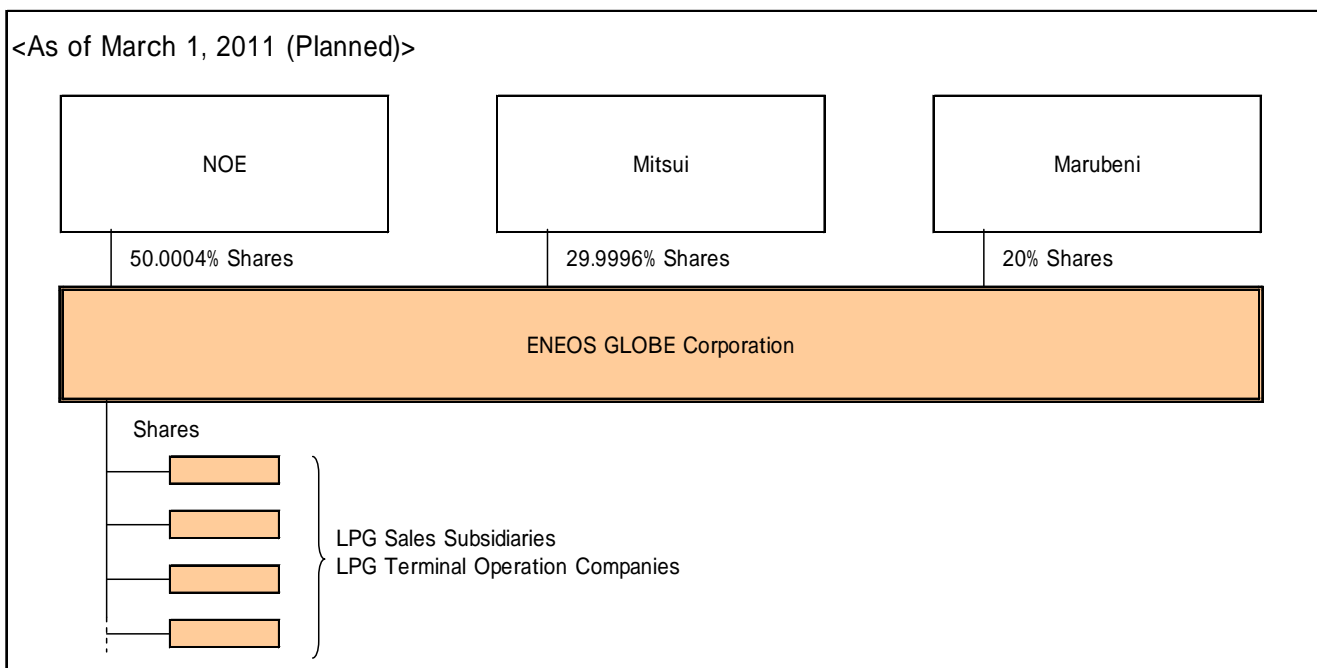 <As of March 1, 2011 (Planned)>
NOE
Mitsui
Marubeni
50.0004% Shares
29.9996% Shares
20% Shares
ENEOS GLOBE Corporation
Shares
LPG Sales Subsidiaries
LPG Terminal Operation Companies